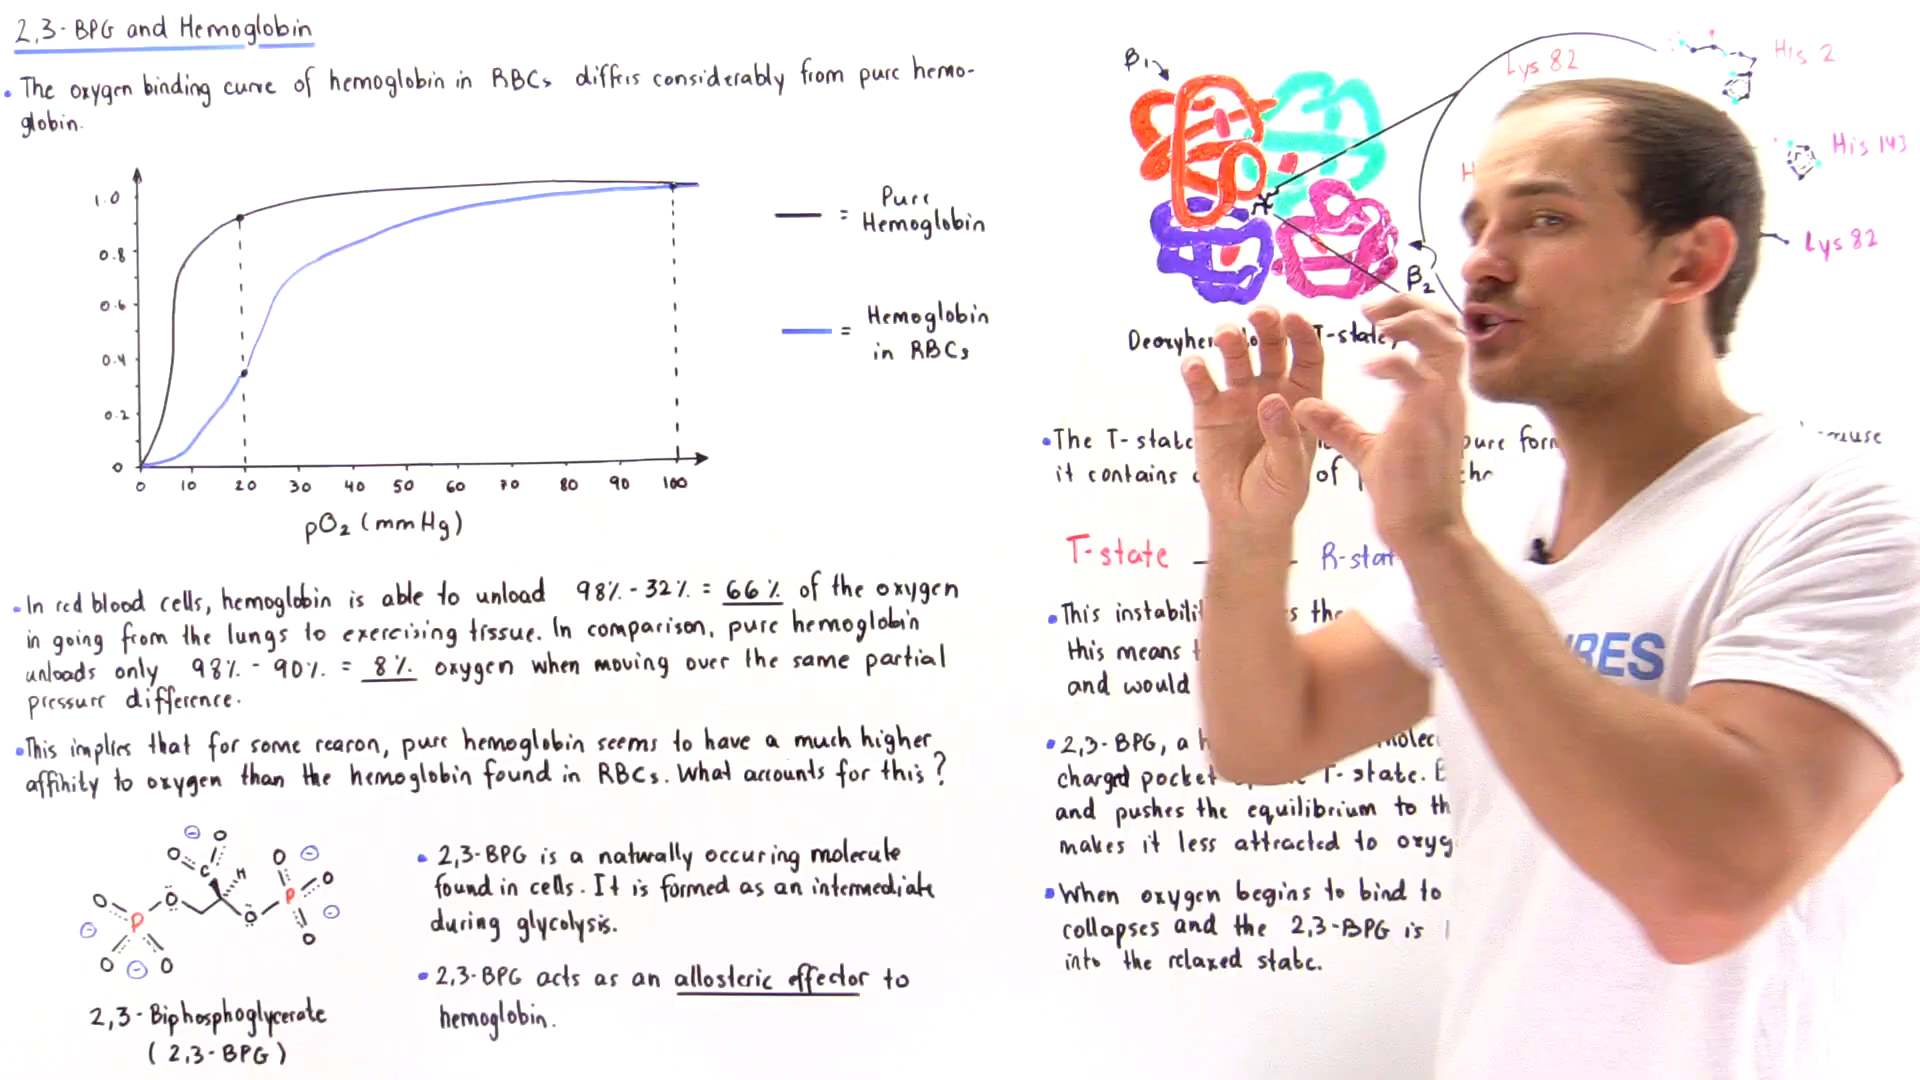 2,3-BPG and Hemoglobin
• The oxygen binding curve of hemoglobin in RBCs differs considerably from pure hemo-
globin.
1.0
0.8
0.6
0.4
0.2
0
0 10 20 30 40 50 60 70 80 90 100
pO2 (mmHg)
= Pure
Hemoglobin
= Hemoglobin
in RBCs
• In red blood cells, hemoglobin is able to unload 98% - 32% = 66% of the oxygen
in going from the lungs to exercising tissue. In comparison, pure hemoglobin
unloads only 98% - 90% = 8% oxygen when moving over the same partial
pressure difference.
• This implies that for some reason, pure hemoglobin seems to have a much higher
affinity to oxygen than the hemoglobin found in RBCs. What accounts for this?
⊖ O
O C H O ⊖
O P O O P O
⊖ ⊖
O ⊖ O O
2,3-Biphosphoglycerate
(2,3-BPG)
• 2,3-BPG is a naturally occuring molecule
found in cells. It is formed as an intermediate
during glycolysis.
• 2,3-BPG acts as an allosteric effector to
hemoglobin.
β1
β2
Lys 82
His 2
His 143
Lys 82
T-state
• The T-state pure form
it contains of
T-state R-stat
• This instabili
this means
and would
• 2,3-BPG, a molec
charged pocket T-state.
and pushes the equilibrium to th
makes it less attracted to oxyg
• When oxygen begins to bind to
collapses and the 2,3-BPG is
into the relaxed state.
BES